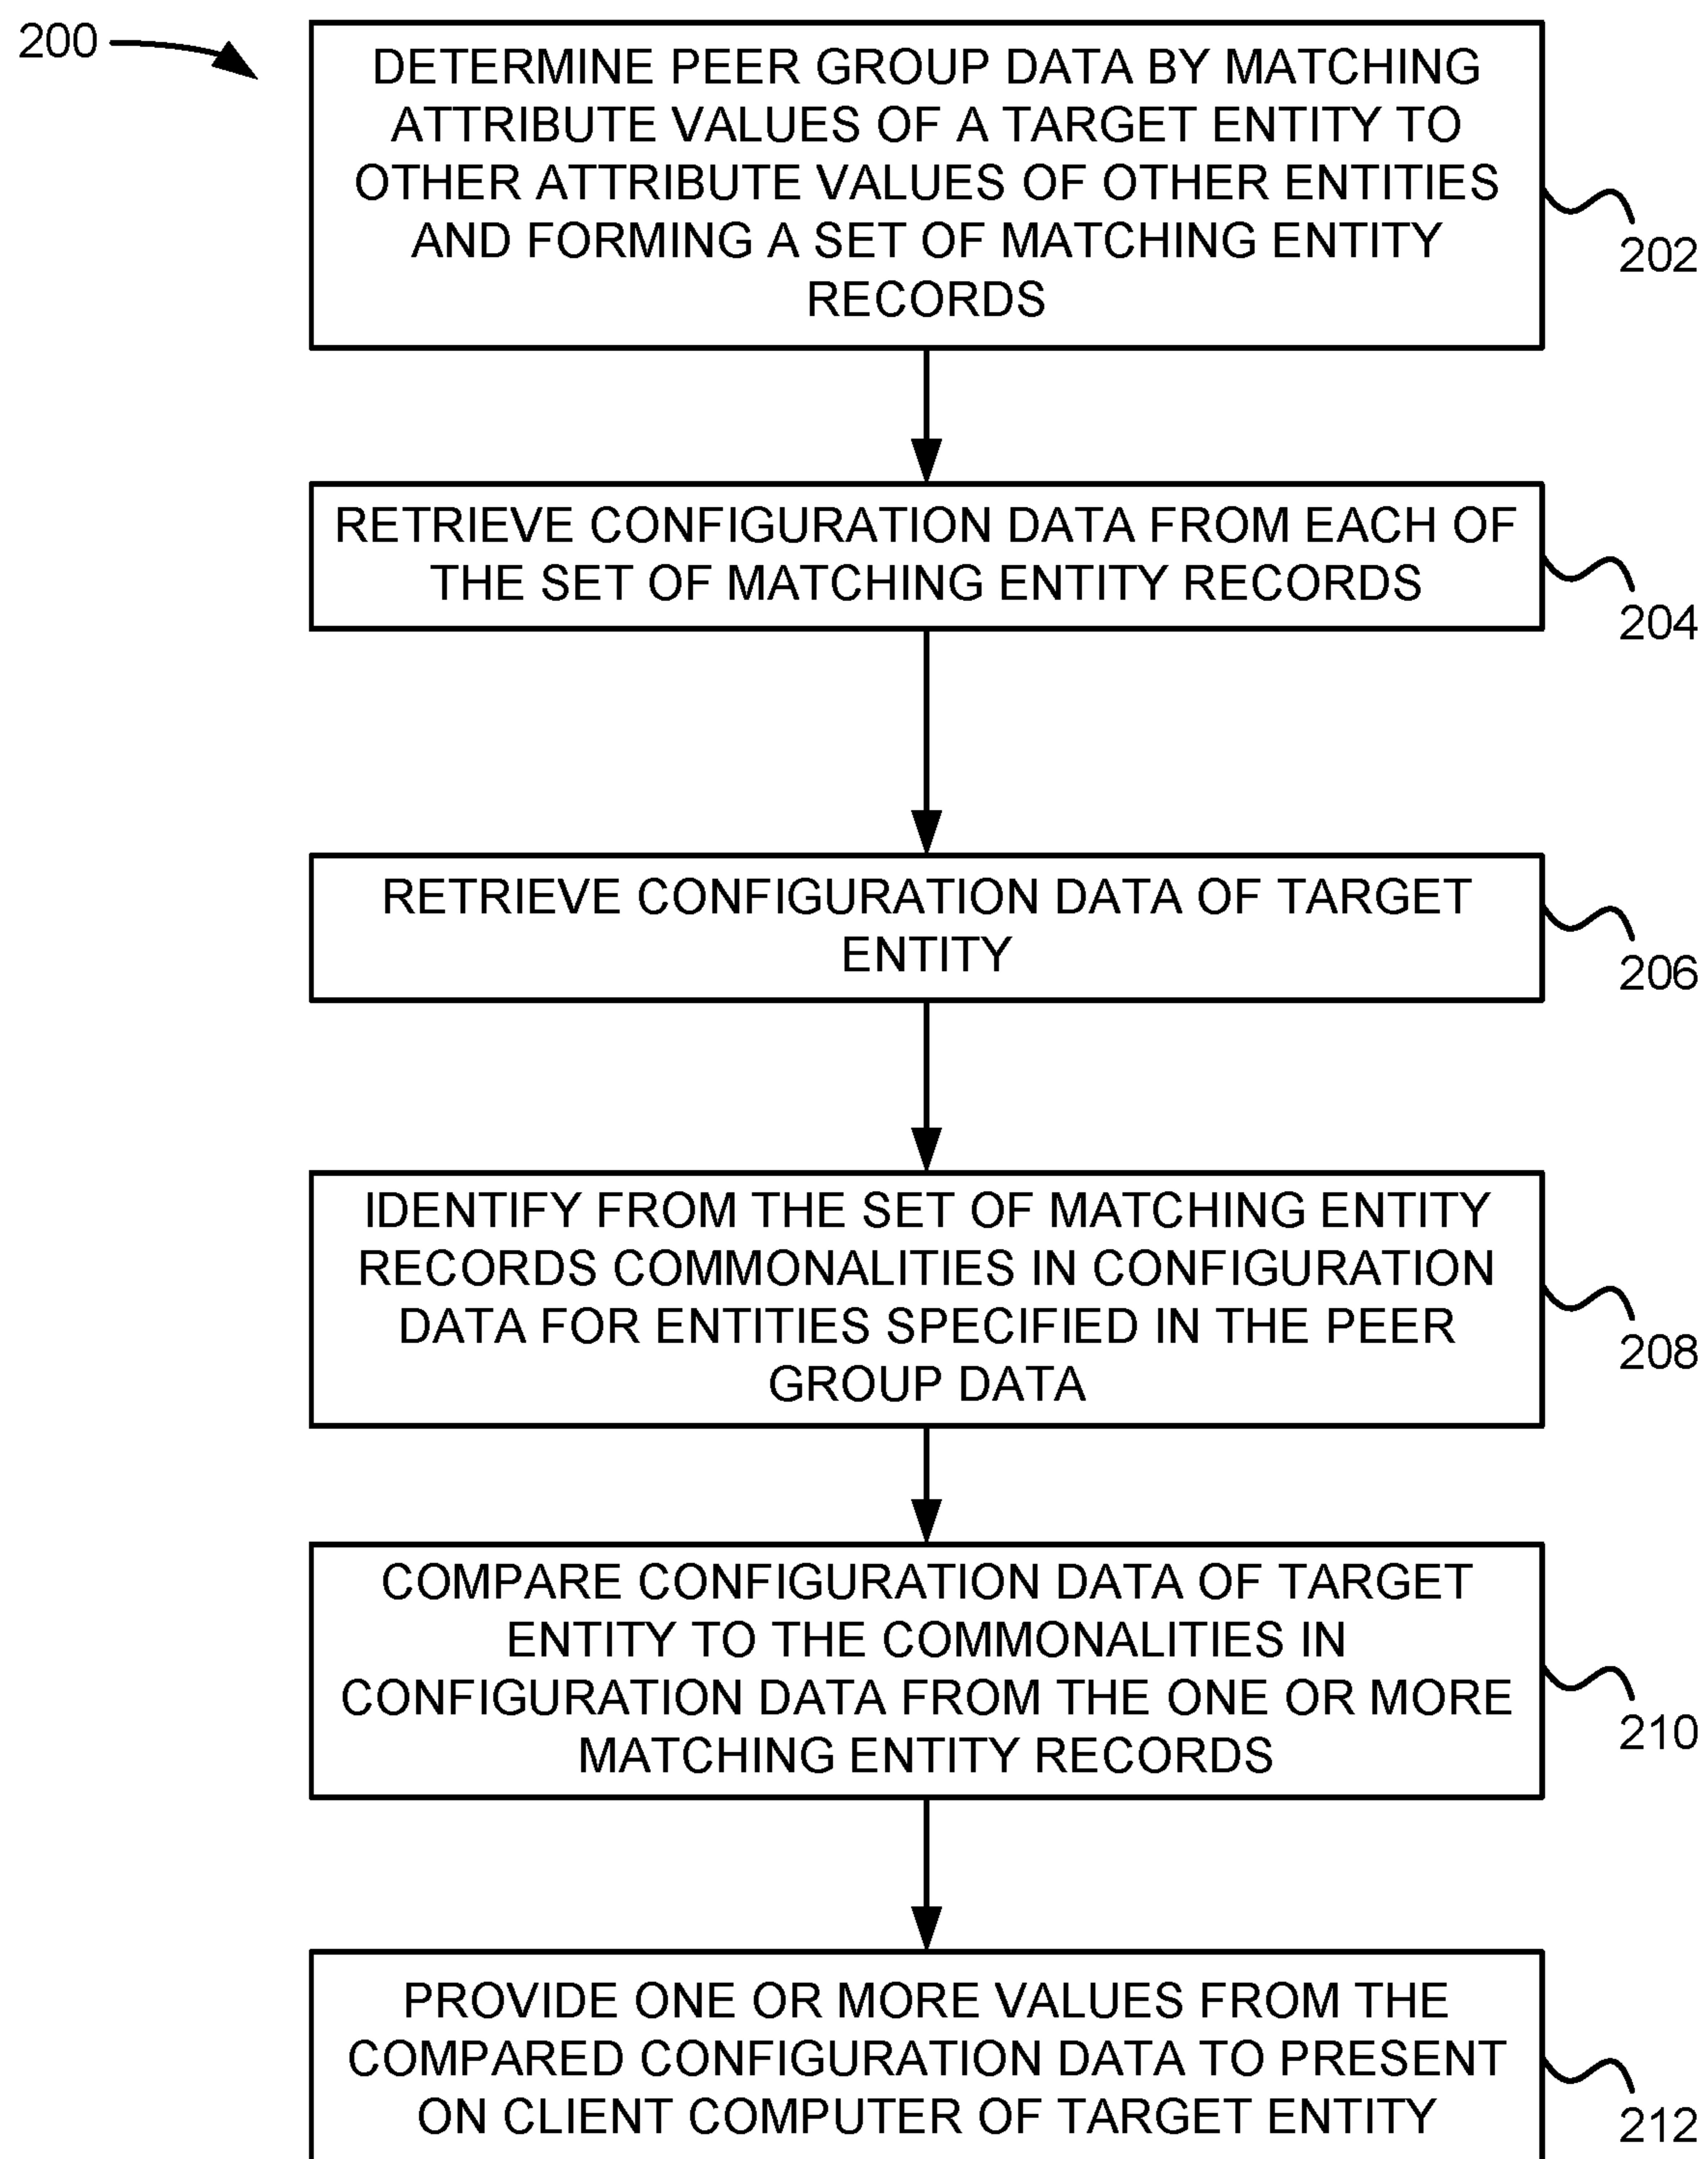 200
DETERMINE PEER GROUP DATA BY MATCHING
ATTRIBUTE VALUES OF A TARGET ENTITY TO
OTHER ATTRIBUTE VALUES OF OTHER ENTITIES
AND FORMING A SET OF MATCHING ENTITY
RECORDS
202
RETRIEVE CONFIGURATION DATA FROM EACH OF
THE SET OF MATCHING ENTITY RECORDS
204
RETRIEVE CONFIGURATION DATA OF TARGET
ENTITY
206
IDENTIFY FROM THE SET OF MATCHING ENTITY
RECORDS COMMONALITIES IN CONFIGURATION
DATA FOR ENTITIES SPECIFIED IN THE PEER
GROUP DATA
208
COMPARE CONFIGURATION DATA OF TARGET
ENTITY TO THE COMMONALITIES IN
CONFIGURATION DATA FROM THE ONE OR MORE
MATCHING ENTITY RECORDS
210
PROVIDE ONE OR MORE VALUES FROM THE
COMPARED CONFIGURATION DATA TO PRESENT
ON CLIENT COMPUTER OF TARGET ENTITY
212